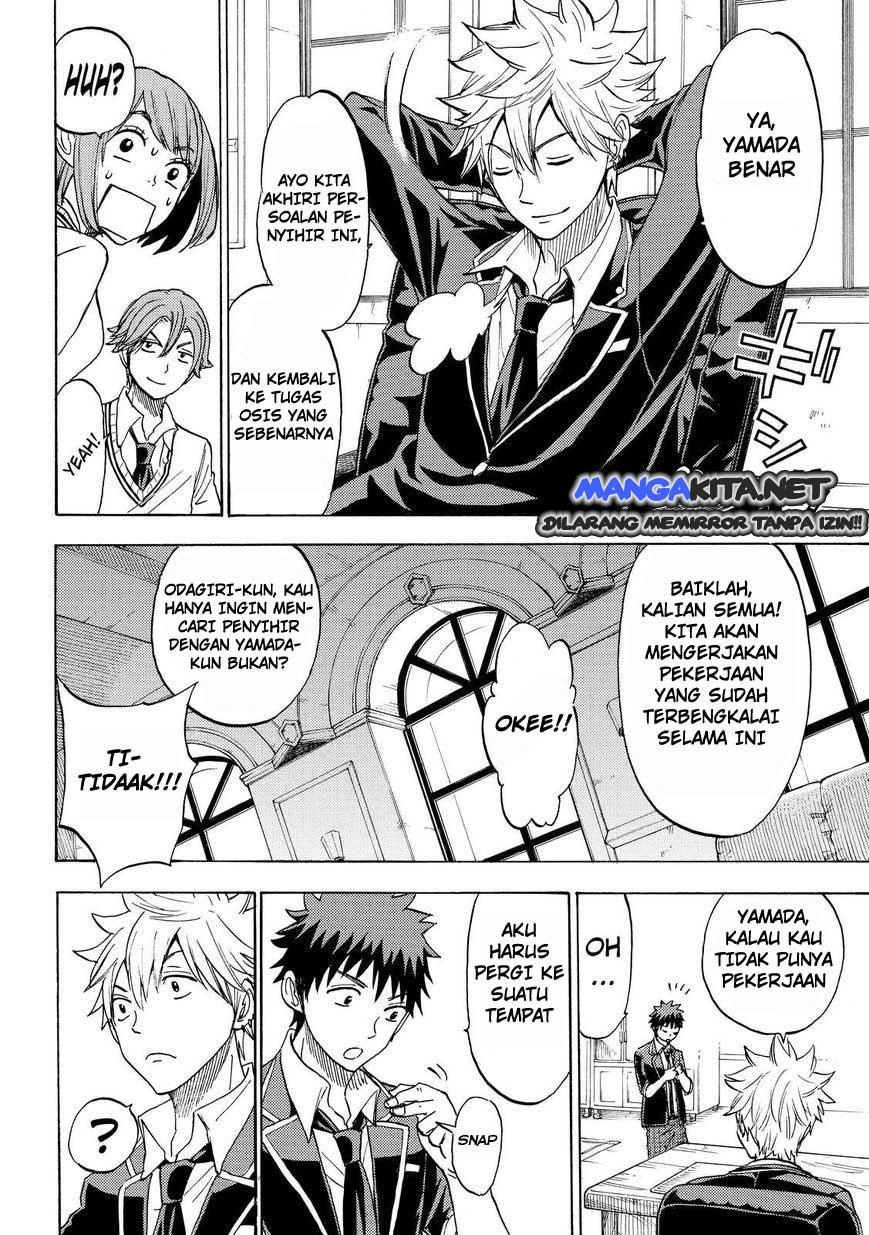 YA,
YAMADA
BENAR
AYO KITA
AKHIRI PER-
SOALAN PE-
NYIHIR INI,
DAN KEMBALI
KE TUGAS
OSIS YANG
SEBENARNYA
HUH?
YEAH!
MANGAKITA.NET
DILARANG MEMIRROR TANPA IZIN!!
BAIKLAH,
KALIAN SEMUA!
KITA AKAN
MENGERJAKAN
PEKERJAAN
YANG SUDAH
TERBENGKALAI
SELAMA INI
OKEE!!
ODAGIRI-KUN, KAU
HANYA INGIN MEN-
CARI PENYIHIR
DENGAN YAMADA-
KUN BUKAN?
TI-
TIDAAK!!!
YAMADA,
KALAU KAU
TIDAK PUNYA
PEKERJAAN
OH
...
AKU
HARUS
PERGI KE
SUATU
TEMPAT
SNAP
?